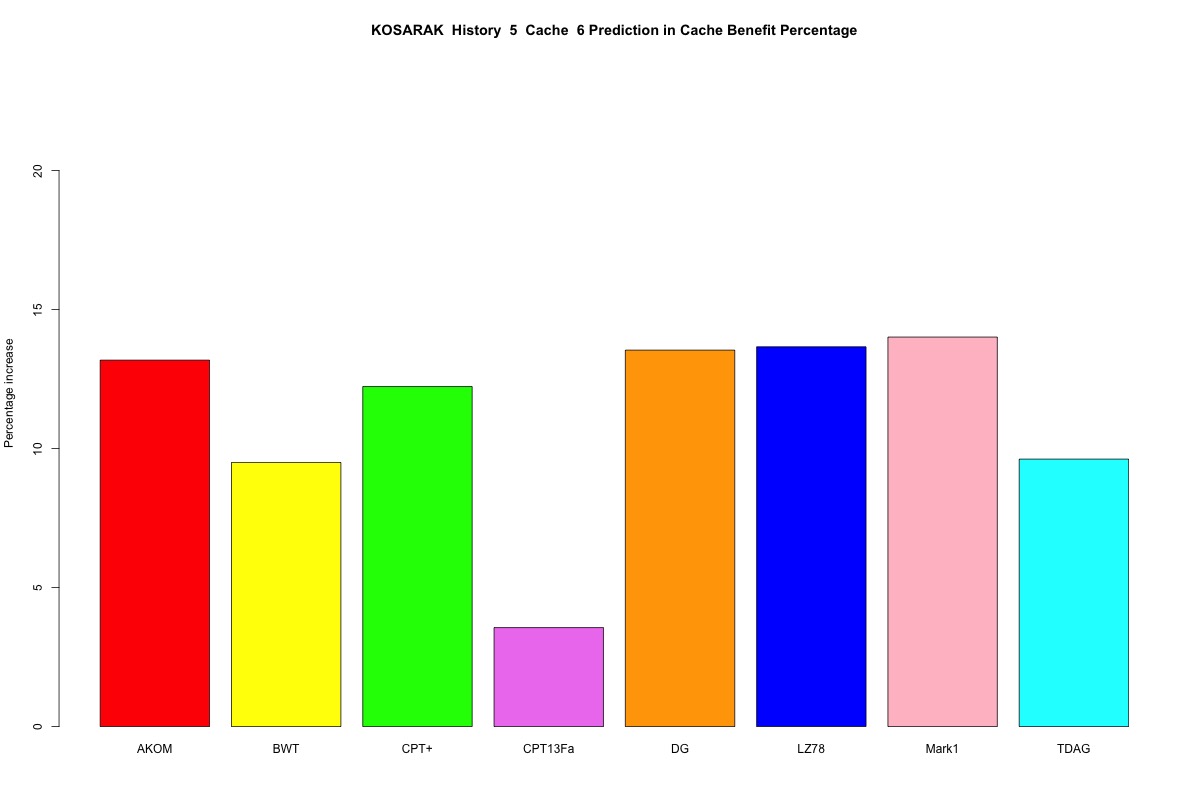 KOSARAK  History  5  Cache  6 Prediction in Cache Benefit Percentage
Percentage increase
20
15
10
5
0
AKOM BWT CPT+ CPT13Fa DG LZ78 Mark1 TDAG